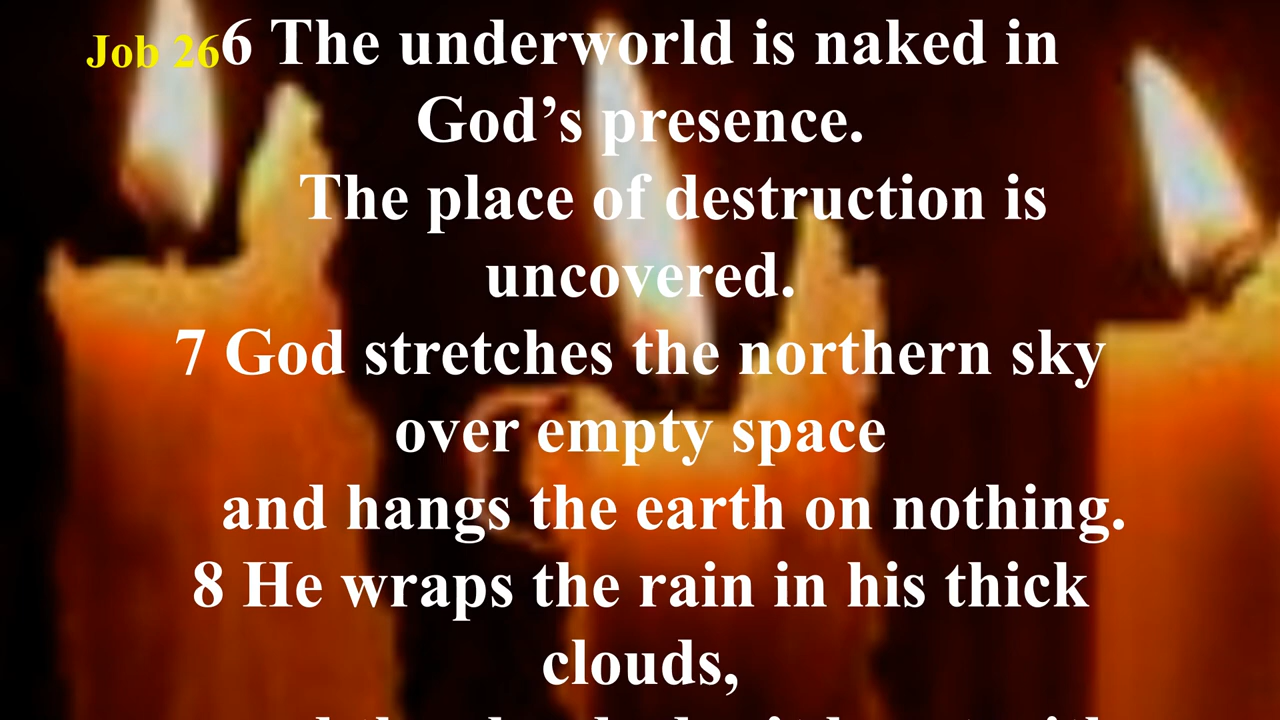 Job 26
6 The underworld is naked in
God’s presence.
The place of destruction is
uncovered.
7 God stretches the northern sky
over empty space
and hangs the earth on nothing.
8 He wraps the rain in his thick
clouds,